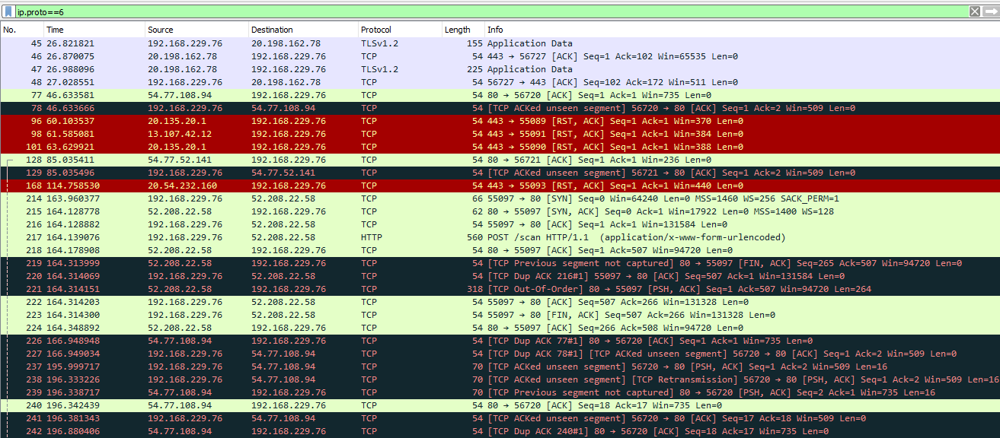 ip.proto==6
No. Time Source Destination Protocol Length Info
45 26.821821 192.168.229.76 20.198.162.78 TLSv1.2 155 Application Data
46 26.870075 20.198.162.78 192.168.229.76 TCP 54 443 → 56727 [ACK] Seq=1 Ack=102 Win=65535 Len=0
47 26.988096 20.198.162.78 192.168.229.76 TLSv1.2 225 Application Data
48 27.028551 192.168.229.76 20.198.162.78 TCP 54 56727 → 443 [ACK] Seq=102 Ack=172 Win=511 Len=0
77 46.633581 54.77.108.94 192.168.229.76 TCP 54 80 → 56720 [ACK] Seq=1 Ack=1 Win=735 Len=0
78 46.633666 192.168.229.76 54.77.108.94 TCP 54 [TCP ACKed unseen segment] 56720 → 80 [ACK] Seq=1 Ack=2 Win=509 Len=0
96 60.103537 20.135.20.1 192.168.229.76 TCP 54 443 → 55089 [RST, ACK] Seq=1 Ack=1 Win=370 Len=0
98 61.585081 13.107.42.12 192.168.229.76 TCP 54 443 → 55091 [RST, ACK] Seq=1 Ack=1 Win=384 Len=0
101 63.629921 20.135.20.1 192.168.229.76 TCP 54 443 → 55090 [RST, ACK] Seq=1 Ack=1 Win=388 Len=0
128 85.035411 54.77.52.141 192.168.229.76 TCP 54 80 → 56721 [ACK] Seq=1 Ack=1 Win=236 Len=0
129 85.035496 192.168.229.76 54.77.52.141 TCP 54 [TCP ACKed unseen segment] 56721 → 80 [ACK] Seq=1 Ack=2 Win=509 Len=0
168 114.758530 20.54.232.160 192.168.229.76 TCP 54 443 → 55093 [RST, ACK] Seq=1 Ack=1 Win=440 Len=0
214 163.960377 192.168.229.76 52.208.22.58 TCP 66 55097 → 80 [SYN] Seq=0 Win=64240 Len=0 MSS=1460 WS=256 SACK_PERM=1
215 164.128778 52.208.22.58 192.168.229.76 TCP 62 80 → 55097 [SYN, ACK] Seq=0 Ack=1 Win=17922 Len=0 MSS=1400 WS=128
216 164.128882 192.168.229.76 52.208.22.58 TCP 54 55097 → 80 [ACK] Seq=1 Ack=1 Win=131584 Len=0
217 164.139076 192.168.229.76 52.208.22.58 HTTP 560 POST /scan HTTP/1.1 (application/x-www-form-urlencoded)
218 164.178908 52.208.22.58 192.168.229.76 TCP 54 80 → 55097 [ACK] Seq=1 Ack=507 Win=94720 Len=0
219 164.313999 52.208.22.58 192.168.229.76 TCP 54 [TCP Previous segment not captured] 80 → 55097 [FIN, ACK] Seq=265 Ack=507 Win=94720 Len=0
220 164.314069 192.168.229.76 52.208.22.58 TCP 54 [TCP Dup ACK 216#1] 55097 → 80 [ACK] Seq=507 Ack=1 Win=131584 Len=0
221 164.314151 52.208.22.58 192.168.229.76 TCP 318 [TCP Out-Of-Order] 80 → 55097 [PSH, ACK] Seq=1 Ack=507 Win=94720 Len=264
222 164.314203 192.168.229.76 52.208.22.58 TCP 54 55097 → 80 [ACK] Seq=507 Ack=266 Win=131328 Len=0
223 164.314300 192.168.229.76 52.208.22.58 TCP 54 55097 → 80 [FIN, ACK] Seq=507 Ack=266 Win=131328 Len=0
224 164.348892 52.208.22.58 192.168.229.76 TCP 54 80 → 55097 [ACK] Seq=266 Ack=508 Win=94720 Len=0
226 166.948948 54.77.108.94 192.168.229.76 TCP 54 [TCP Dup ACK 77#1] 80 → 56720 [ACK] Seq=1 Ack=1 Win=735 Len=0
227 166.949034 192.168.229.76 54.77.108.94 TCP 54 [TCP Dup ACK 78#1] [TCP ACKed unseen segment] 56720 → 80 [ACK] Seq=1 Ack=2 Win=509 Len=0
237 195.999717 192.168.229.76 54.77.108.94 TCP 70 [TCP ACKed unseen segment] 56720 → 80 [PSH, ACK] Seq=1 Ack=2 Win=509 Len=16
238 196.333226 192.168.229.76 54.77.108.94 TCP 70 [TCP ACKed unseen segment] [TCP Retransmission] 56720 → 80 [PSH, ACK] Seq=1 Ack=2 Win=509 Len=16
239 196.338717 54.77.108.94 192.168.229.76 TCP 70 [TCP Previous segment not captured] 80 → 56720 [PSH, ACK] Seq=2 Ack=1 Win=735 Len=16
240 196.342439 54.77.108.94 192.168.229.76 TCP 54 80 → 56720 [ACK] Seq=18 Ack=17 Win=735 Len=0
241 196.381343 192.168.229.76 54.77.108.94 TCP 54 [TCP ACKed unseen segment] 56720 → 80 [ACK] Seq=17 Ack=18 Win=509 Len=0
242 196.880406 54.77.108.94 192.168.229.76 TCP 54 [TCP Dup ACK 240#1] 80 → 56720 [ACK] Seq=18 Ack=17 Win=735 Len=0